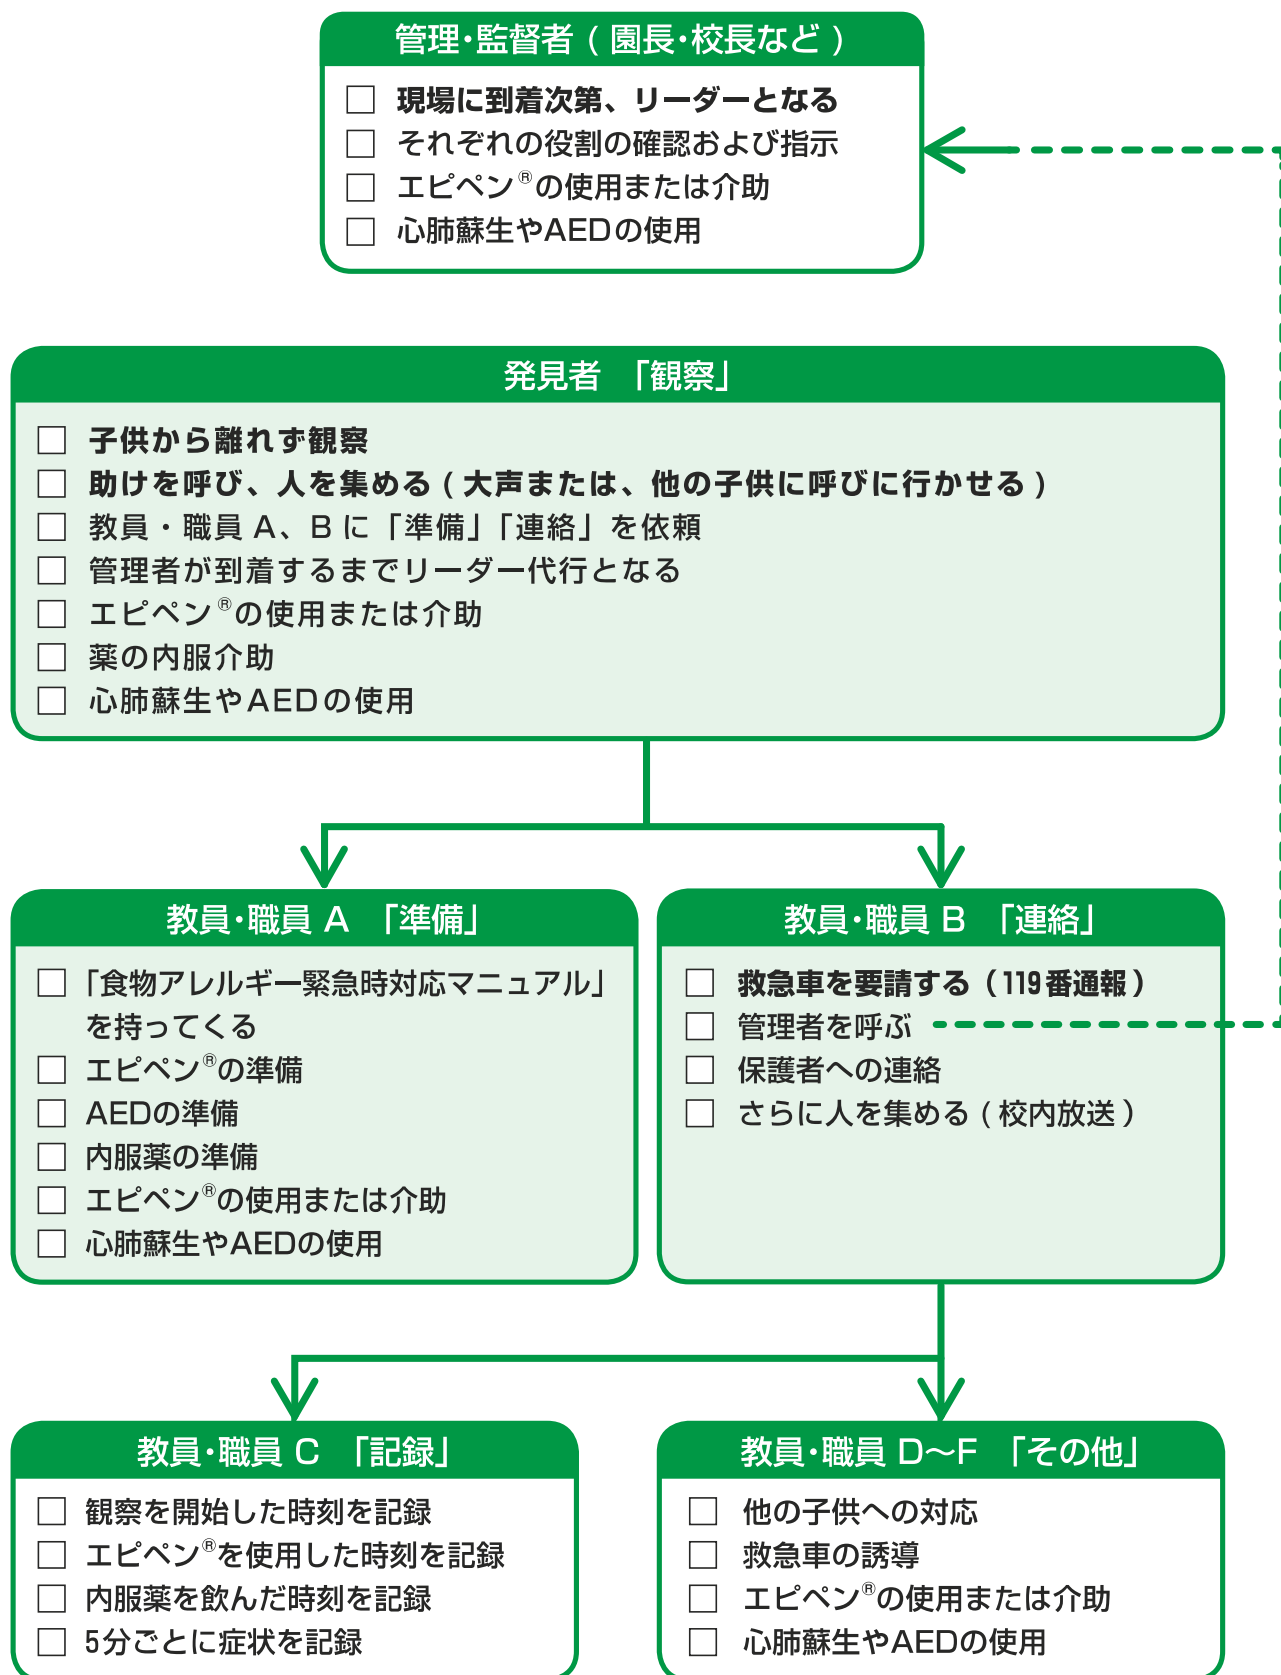 管理・監督者（園長・校長など）
□ 現場に到着次第、リーダーとなる
□ それぞれの役割の確認および指示
□ エピペン®の使用または介助
□ 心肺蘇生やAEDの使用
発見者 「観察」
□ 子供から離れず観察
□ 助けを呼び、人を集める（大声または、他の子供に呼びに行かせる）
□ 教員・職員 A、B に「準備」「連絡」を依頼
□ 管理者が到着するまでリーダー代行となる
□ エピペン®の使用または介助
□ 薬の内服介助
□ 心肺蘇生やAEDの使用
教員・職員 A 「準備」
□ 「食物アレルギー緊急時対応マニュアル」
を持ってくる
□ エピペン®の準備
□ AEDの準備
□ 内服薬の準備
□ エピペン®の使用または介助
□ 心肺蘇生やAEDの使用
教員・職員 B 「連絡」
□ 救急車を要請する（119番通報）
□ 管理者を呼ぶ
□ 保護者への連絡
□ さらに人を集める（校内放送）
教員・職員 C 「記録」
□ 観察を開始した時刻を記録
□ エピペン®を使用した時刻を記録
□ 内服薬を飲んだ時刻を記録
□ 5分ごとに症状を記録
教員・職員 D～F 「その他」
□ 他の子供への対応
□ 救急車の誘導
□ エピペン®の使用または介助
□ 心肺蘇生やAEDの使用